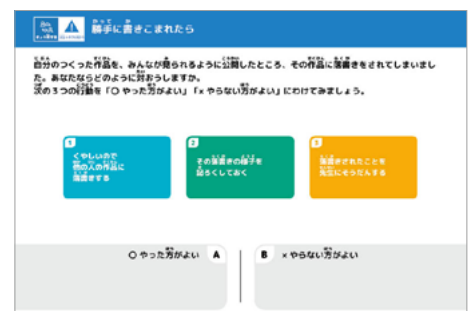 勝手に書きこまれたら
自分のつくった作品を、みんなが見られるように公開したところ、その作品に落書きをされてしまいまし
た。あなたならどのように対おうしますか。
次の3つの行動を「○ やった方がよい」「× やらない方がよい」にわけてみましょう。
1
くやしいので
他の人の作品に
落書きする
2
その落書きの様子を
記ろくしておく
3
落書きされたことを
先生にそうだんする
○ やった方がよい A
B × やらない方がよい